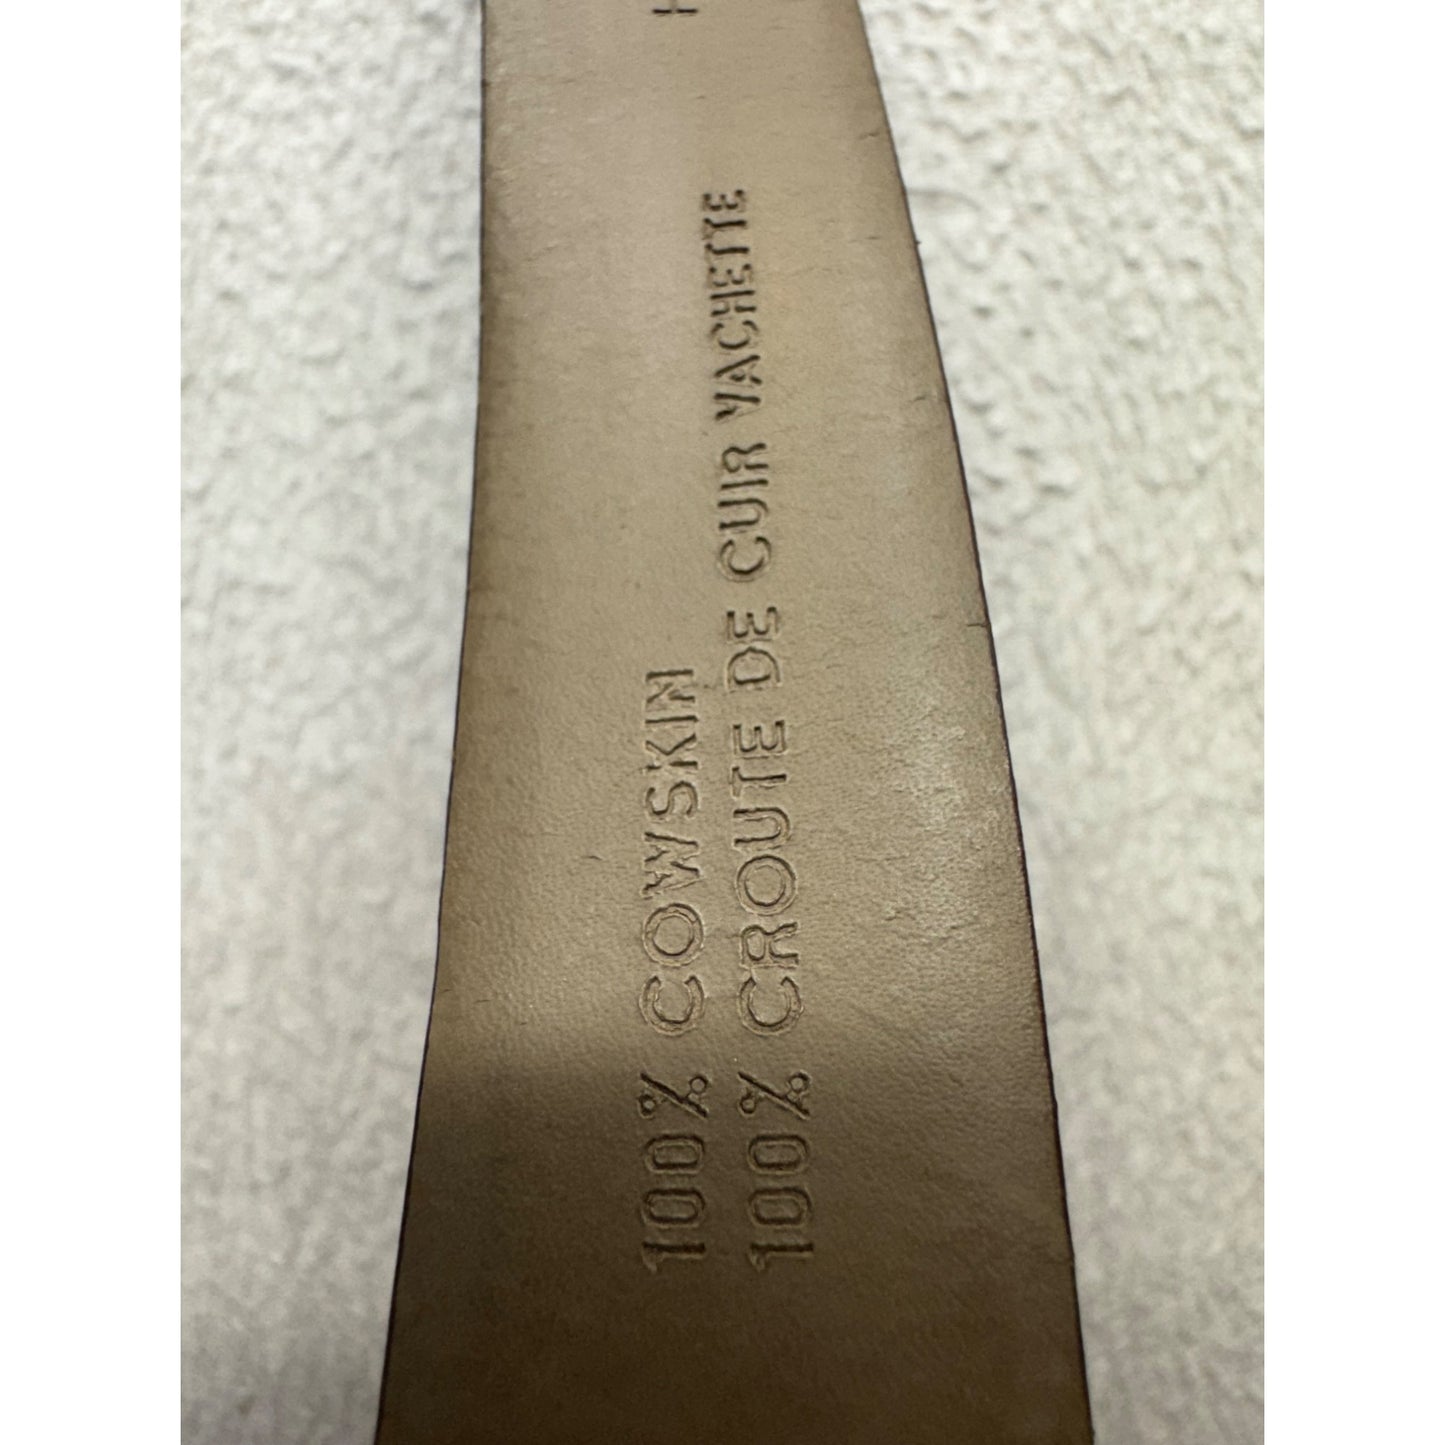 100% COWSKIN
100% CROUTE DE CUIR VACHETTE